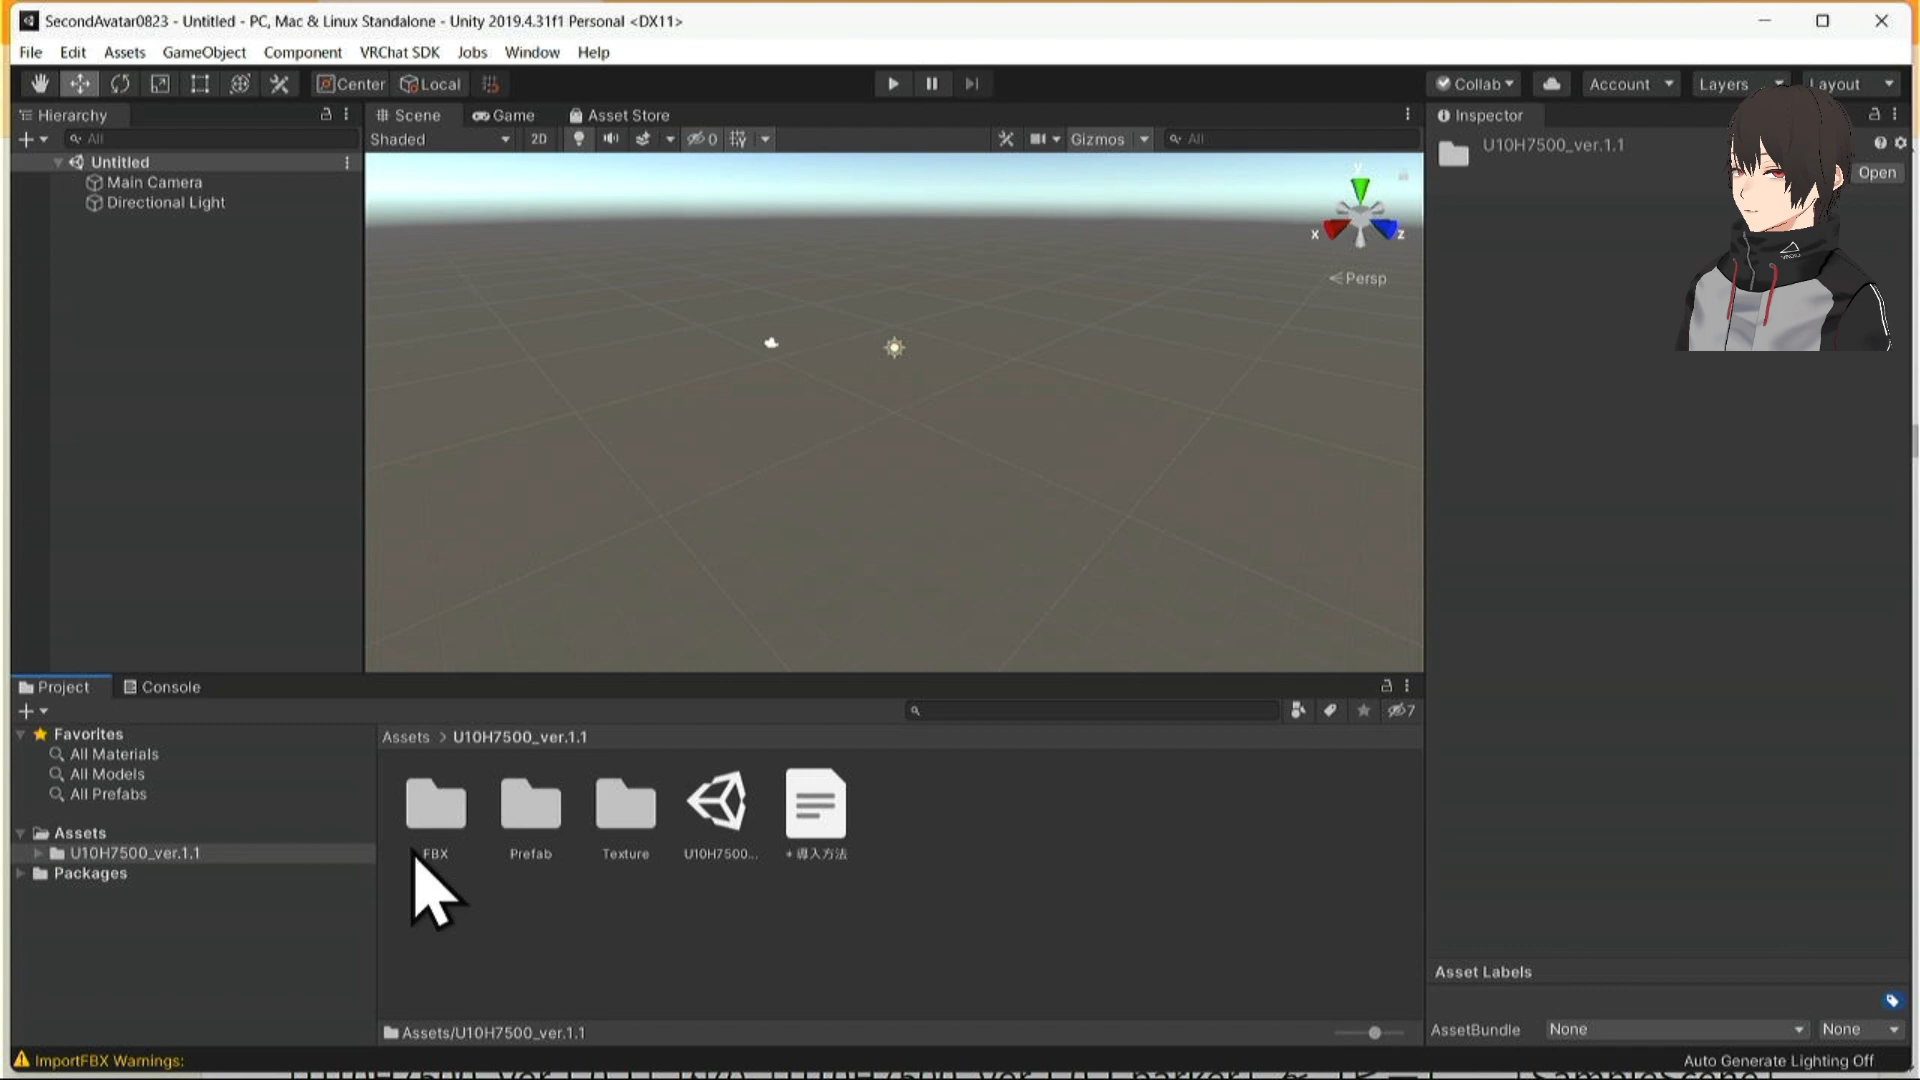 SecondAvatar0823 - Untitled - PC, Mac & Linux Standalone - Unity 2019.4.31f1 Personal <DX11>
File Edit Assets GameObject Component VRChat SDK Jobs Window Help
Center Local Collab Account Layers Layout
Hierarchy
All
Untitled
Main Camera
Directional Light
Scene Game Asset Store
Shaded 2D 0 Gizmos All
y
x z
Persp
Inspector
U10H7500_ver.1.1
Open
Project Console
7
Favorites
All Materials
All Models
All Prefabs
Assets
U10H7500_ver.1.1
Packages
Assets > U10H7500_ver.1.1
FBX Prefab Texture U10H7500... +導入方法
Assets/U10H7500_ver.1.1
Asset Labels
AssetBundle None None
ImportFBX Warnings:
Auto Generate Lighting Off